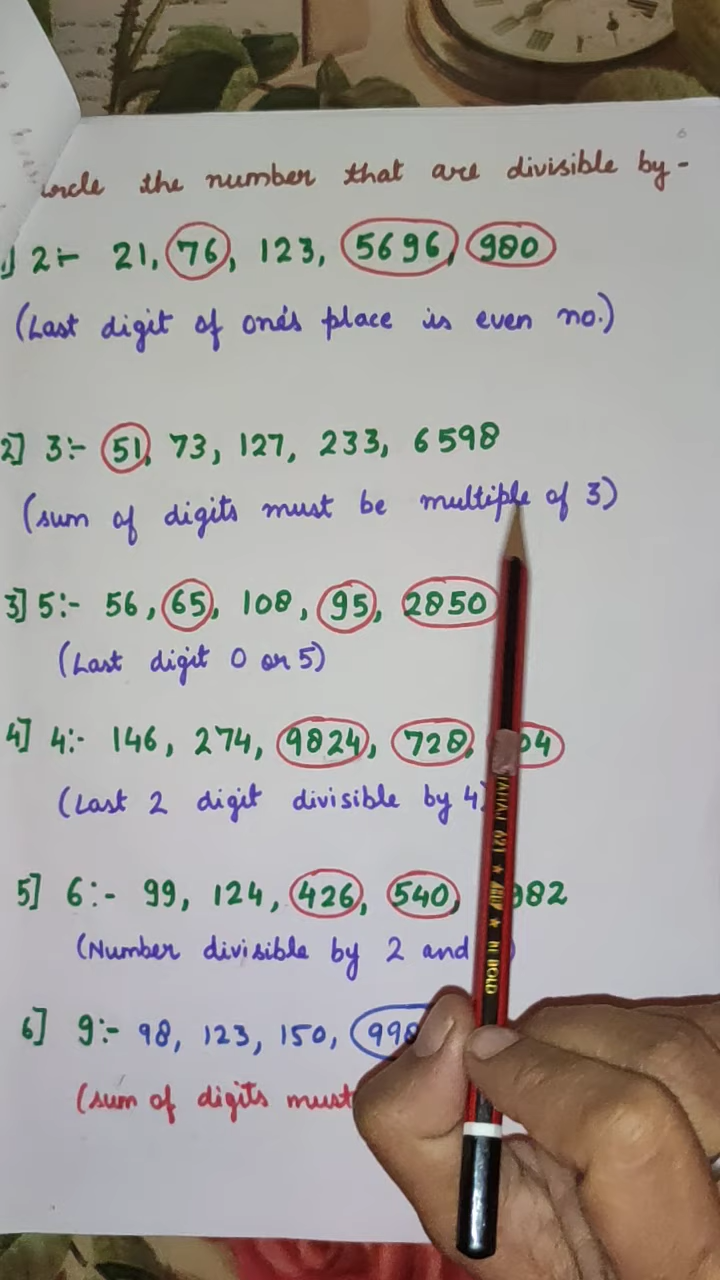 the number that are divisible by -
1) 2:- 21, 76, 123, 5696, 980
(Last digit of one's place is even no.)
2] 3:- 51, 73, 127, 233, 6598
(sum of digits must be multiple of 3)
3] 5:- 56, 65, 108, 95, 2850
(Last digit 0 or 5)
4] 4:- 146, 274, 9824, 728,
(Last 2 digit divisible by 4)
5] 6:- 99, 124, 426, 540,
(Number divisible by 2 and
6] 9:- 98, 123, 150,
(sum of digits must
6
621
HI BOLD